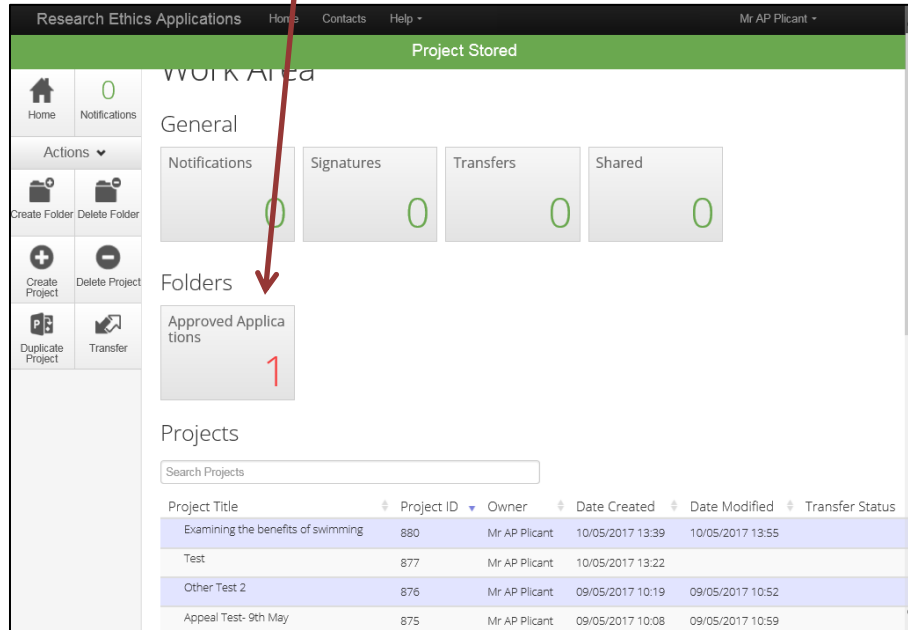 Research Ethics Applications Home Contacts Help Mr AP Plicant
Project Stored
Work Area
Home
0
Notifications
Actions
Create Folder
Delete Folder
Create
Project
Delete Project
Duplicate
Project
Transfer
General
Notifications
0
Signatures
0
Transfers
0
Shared
0
Folders
Approved Applica
tions
1
Projects
Search Projects
Project Title Project ID Owner Date Created Date Modified Transfer Status
Examining the benefits of swimming 880 Mr AP Plicant 10/05/2017 13:39 10/05/2017 13:55
Test 877 Mr AP Plicant 10/05/2017 13:22
Other Test 2 876 Mr AP Plicant 09/05/2017 10:19 09/05/2017 10:52
Appeal Test- 9th May 875 Mr AP Plicant 09/05/2017 10:08 09/05/2017 10:59